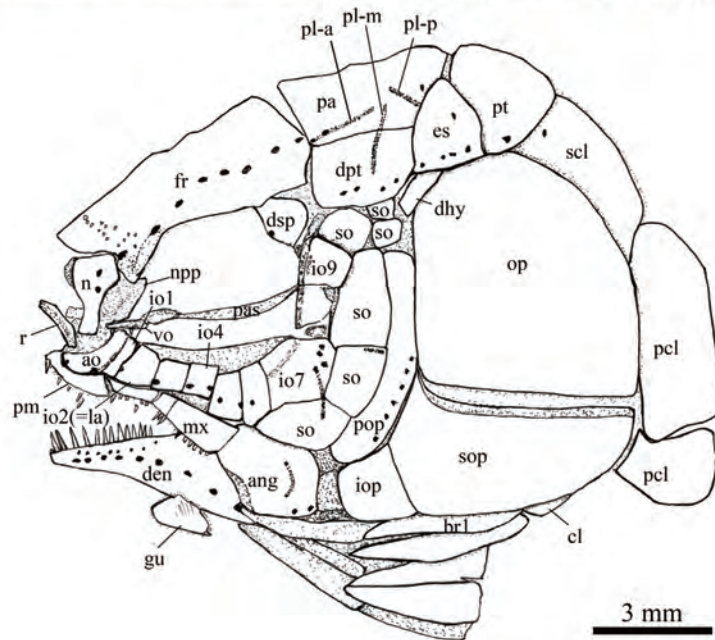 pl-m
pl-a
pl-p
pa
pt
es
scl
fr
dpt
dhy
so
dsp
so
so
op
io9
n
npp
io1
pas
so
r
vo
io4
ao
pcl
io7
so
pm
io2(=la)
pop
mx
so
sop
den
ang
iop
pcl
br1
cl
gu
3 mm